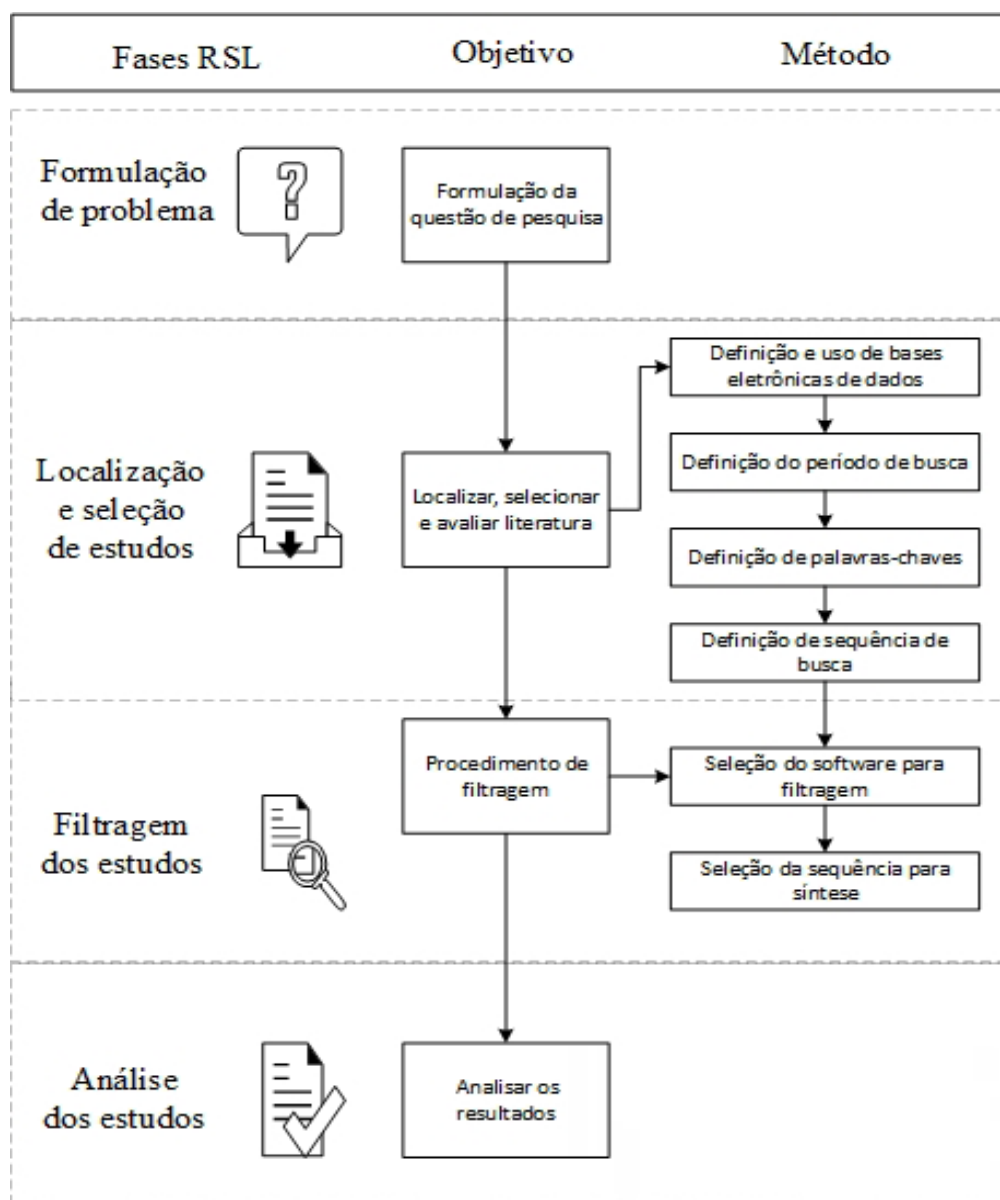 Fases RSL
Objetivo
Método
Formulação
de problema
Formulação da
questão de pesquisa
Localização
e seleção
de estudos
Localizar, selecionar
e avaliar literatura
Definição e uso de bases
eletrônicas de dados
Definição do período de busca
Definição de palavras-chaves
Definição de sequência de
busca
Filtragem
dos estudos
Procedimento de
filtragem
Seleção do software para
filtragem
Seleção da sequência para
síntese
Análise
dos estudos
Analisar os
resultados